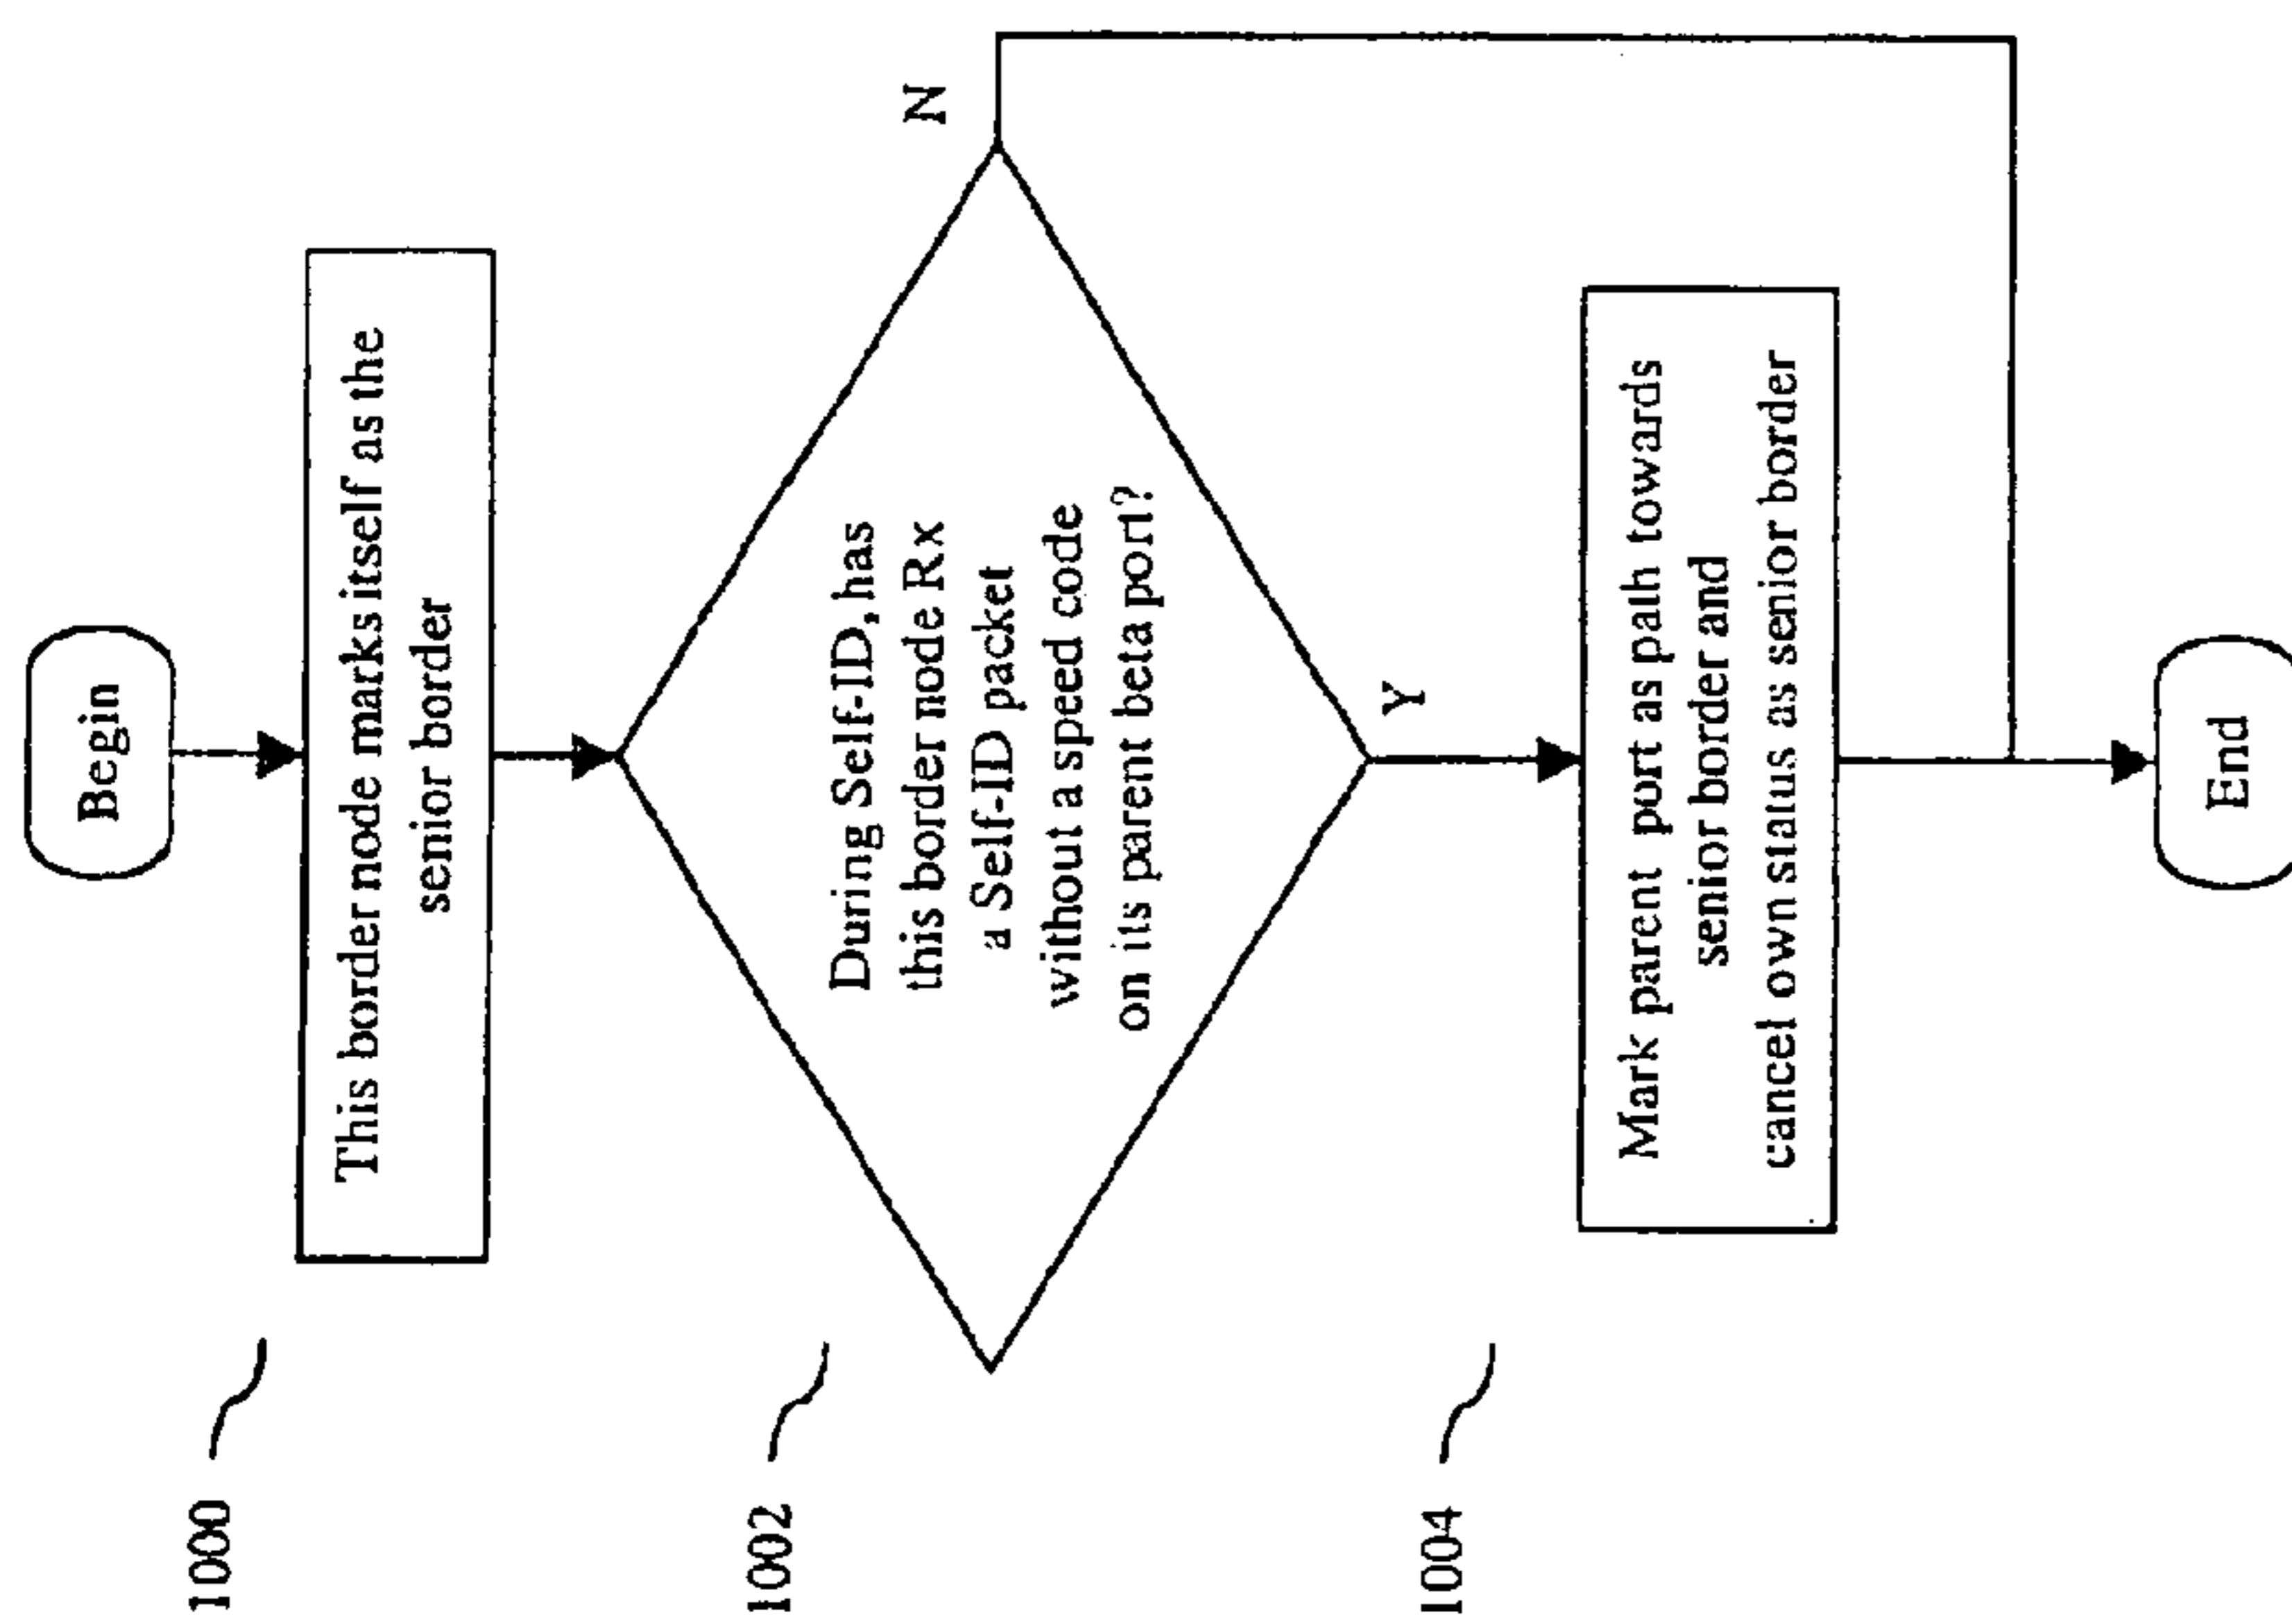 Begin
1000
This border node marks itself as the
senior border
1002
During Self-ID, has
this border node Rx
a Self-ID packet
without a speed code
on its parent beta port?
N
Y
1004
Mark parent port as path towards
senior border and
cancel own status as senior border
End